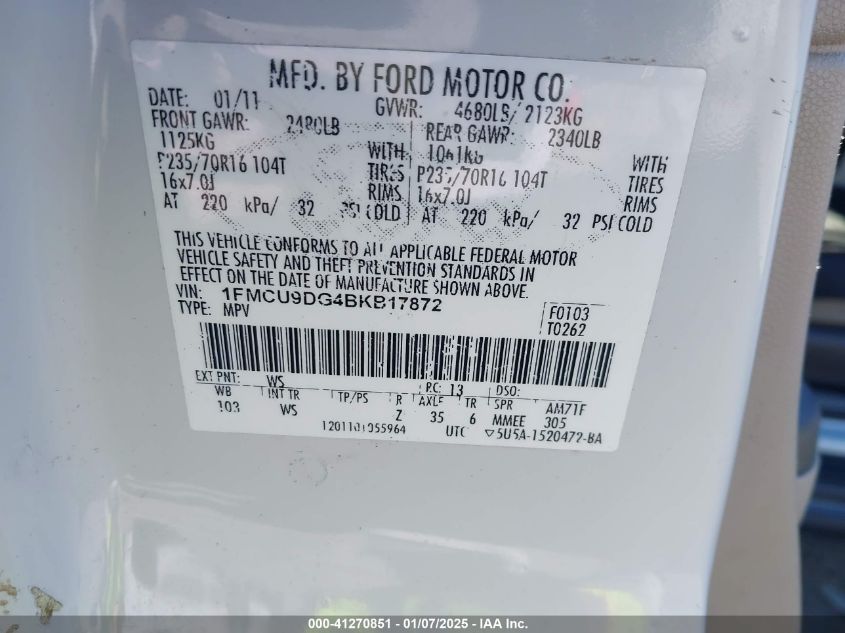 MFD. BY FORD MOTOR CO.
DATE: 01/11 GVWR: 4680LB/ 2123KG
FRONT GAWR: 2480LB REAR GAWR: 2340LB
1125KG WITH 1061KG WITH
P235/70R16 104T TIRES P235/70R16 104T TIRES
16x7.0J RIMS 16x7.0J RIMS
AT 220 kPa/ 32 PSI COLD AT 220 kPa/ 32 PSI COLD
THIS VEHICLE CONFORMS TO ALL APPLICABLE FEDERAL MOTOR
VEHICLE SAFETY AND THEFT PREVENTION STANDARDS IN
EFFECT ON THE DATE OF MANUFACTURE SHOWN ABOVE.
VIN: 1FMCU9DG4BKB17872
TYPE: MPV
F0103
T0262
EXT PNT: WS RC: 13 DSO:
WB INT TR TP/PS R AXLE TR SPR AM71F
103 WS Z 35 6 MMEE 305
UTC ▽5U5A-1520472-BA
000-41270851 - 01/07/2025 - IAA Inc.